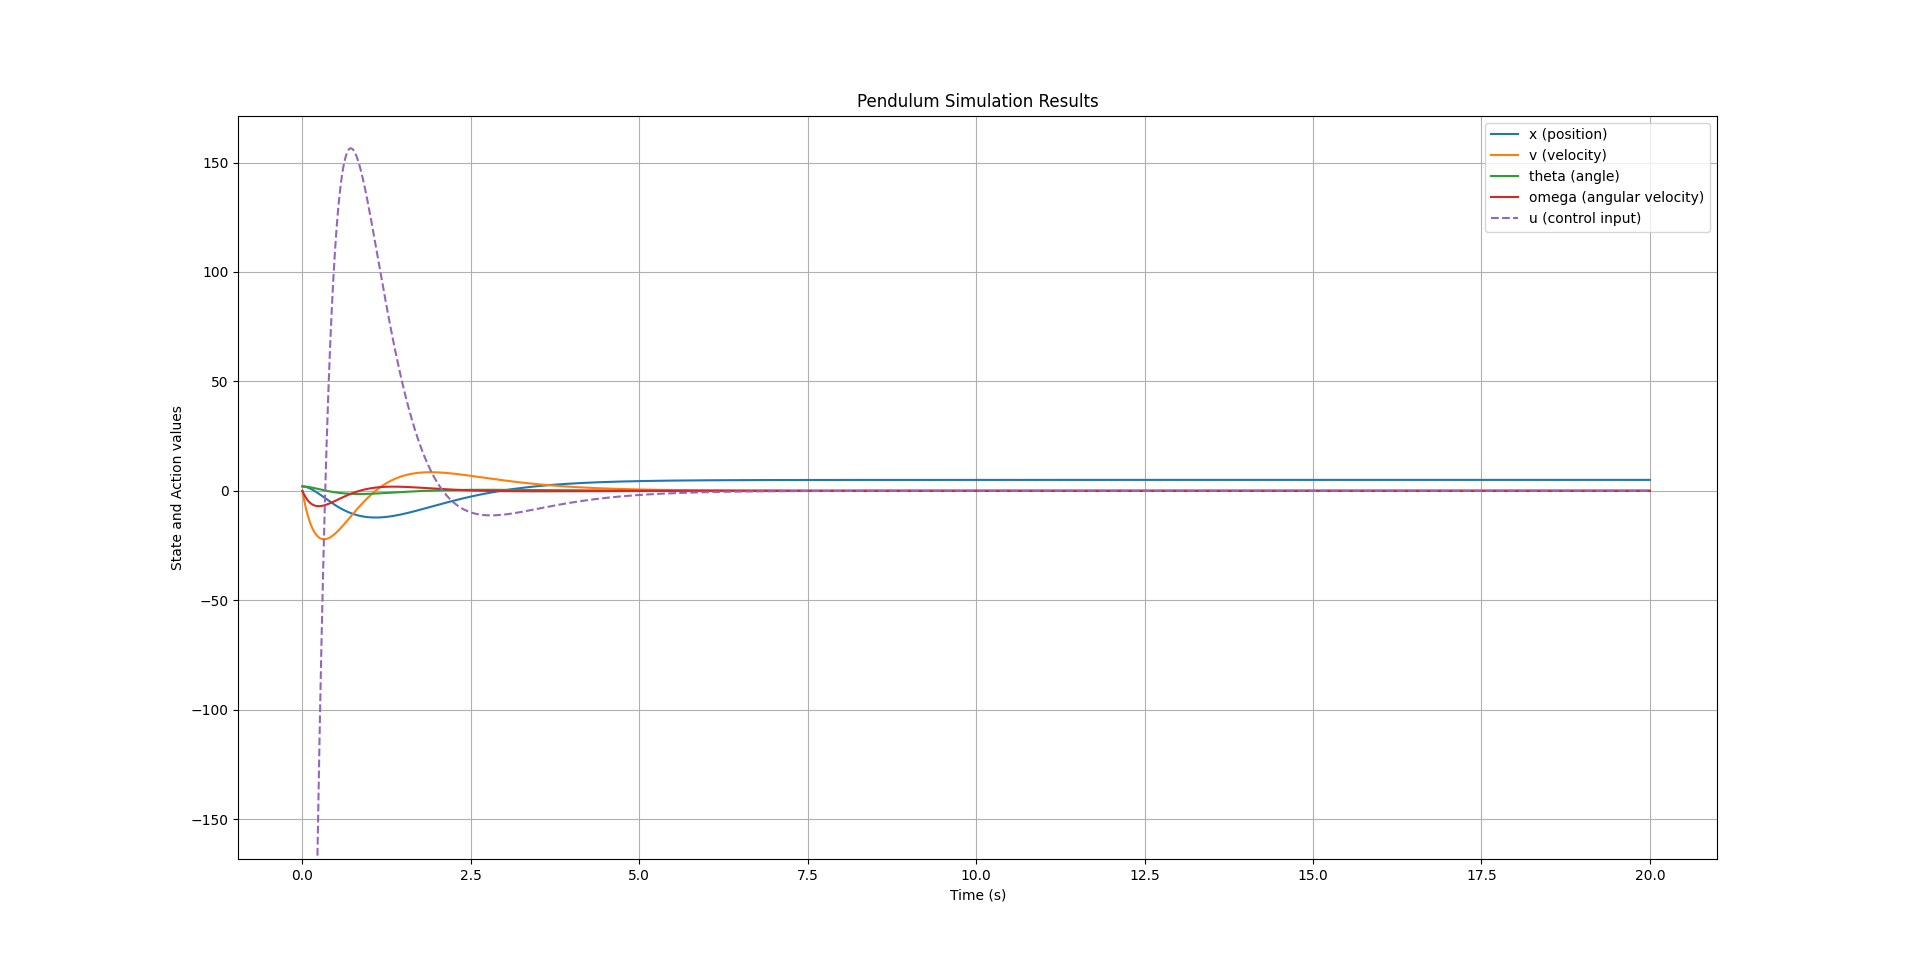 Pendulum Simulation Results
x (position)
v (velocity)
theta (angle)
omega (angular velocity)
u (control input)
State and Action values
150
100
50
0
−50
−100
−150
0.0 2.5 5.0 7.5 10.0 12.5 15.0 17.5 20.0
Time (s)